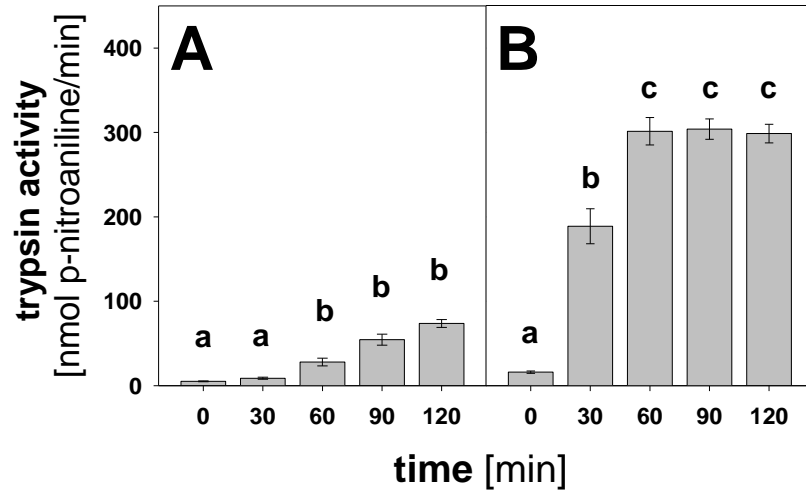 trypsin activity
[nmol p-nitroaniline/min]
400
300
200
100
0
A
a a b b b
0 30 60 90 120
B
a b c c c
0 30 60 90 120
time [min]